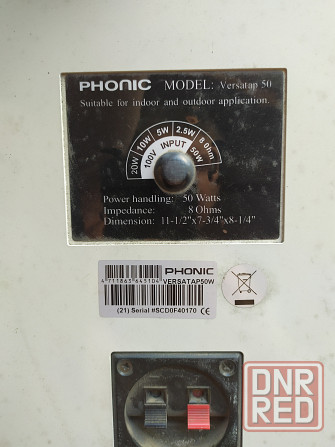 PHONIC MODEL: Versatap 50
Suitable for indoor and outdoor application.
20W 10W 5W 2.5W 8 Ohm
100V INPUT 50W
Power handling: 50 Watts
Impedance: 8 Ohms
Dimension: 11-1/2"x7-3/4"x8-1/4"
PHONIC
4711863645104 VERSATAP50W
(21) Serial #SCD0F40170 CE
DNR
RED